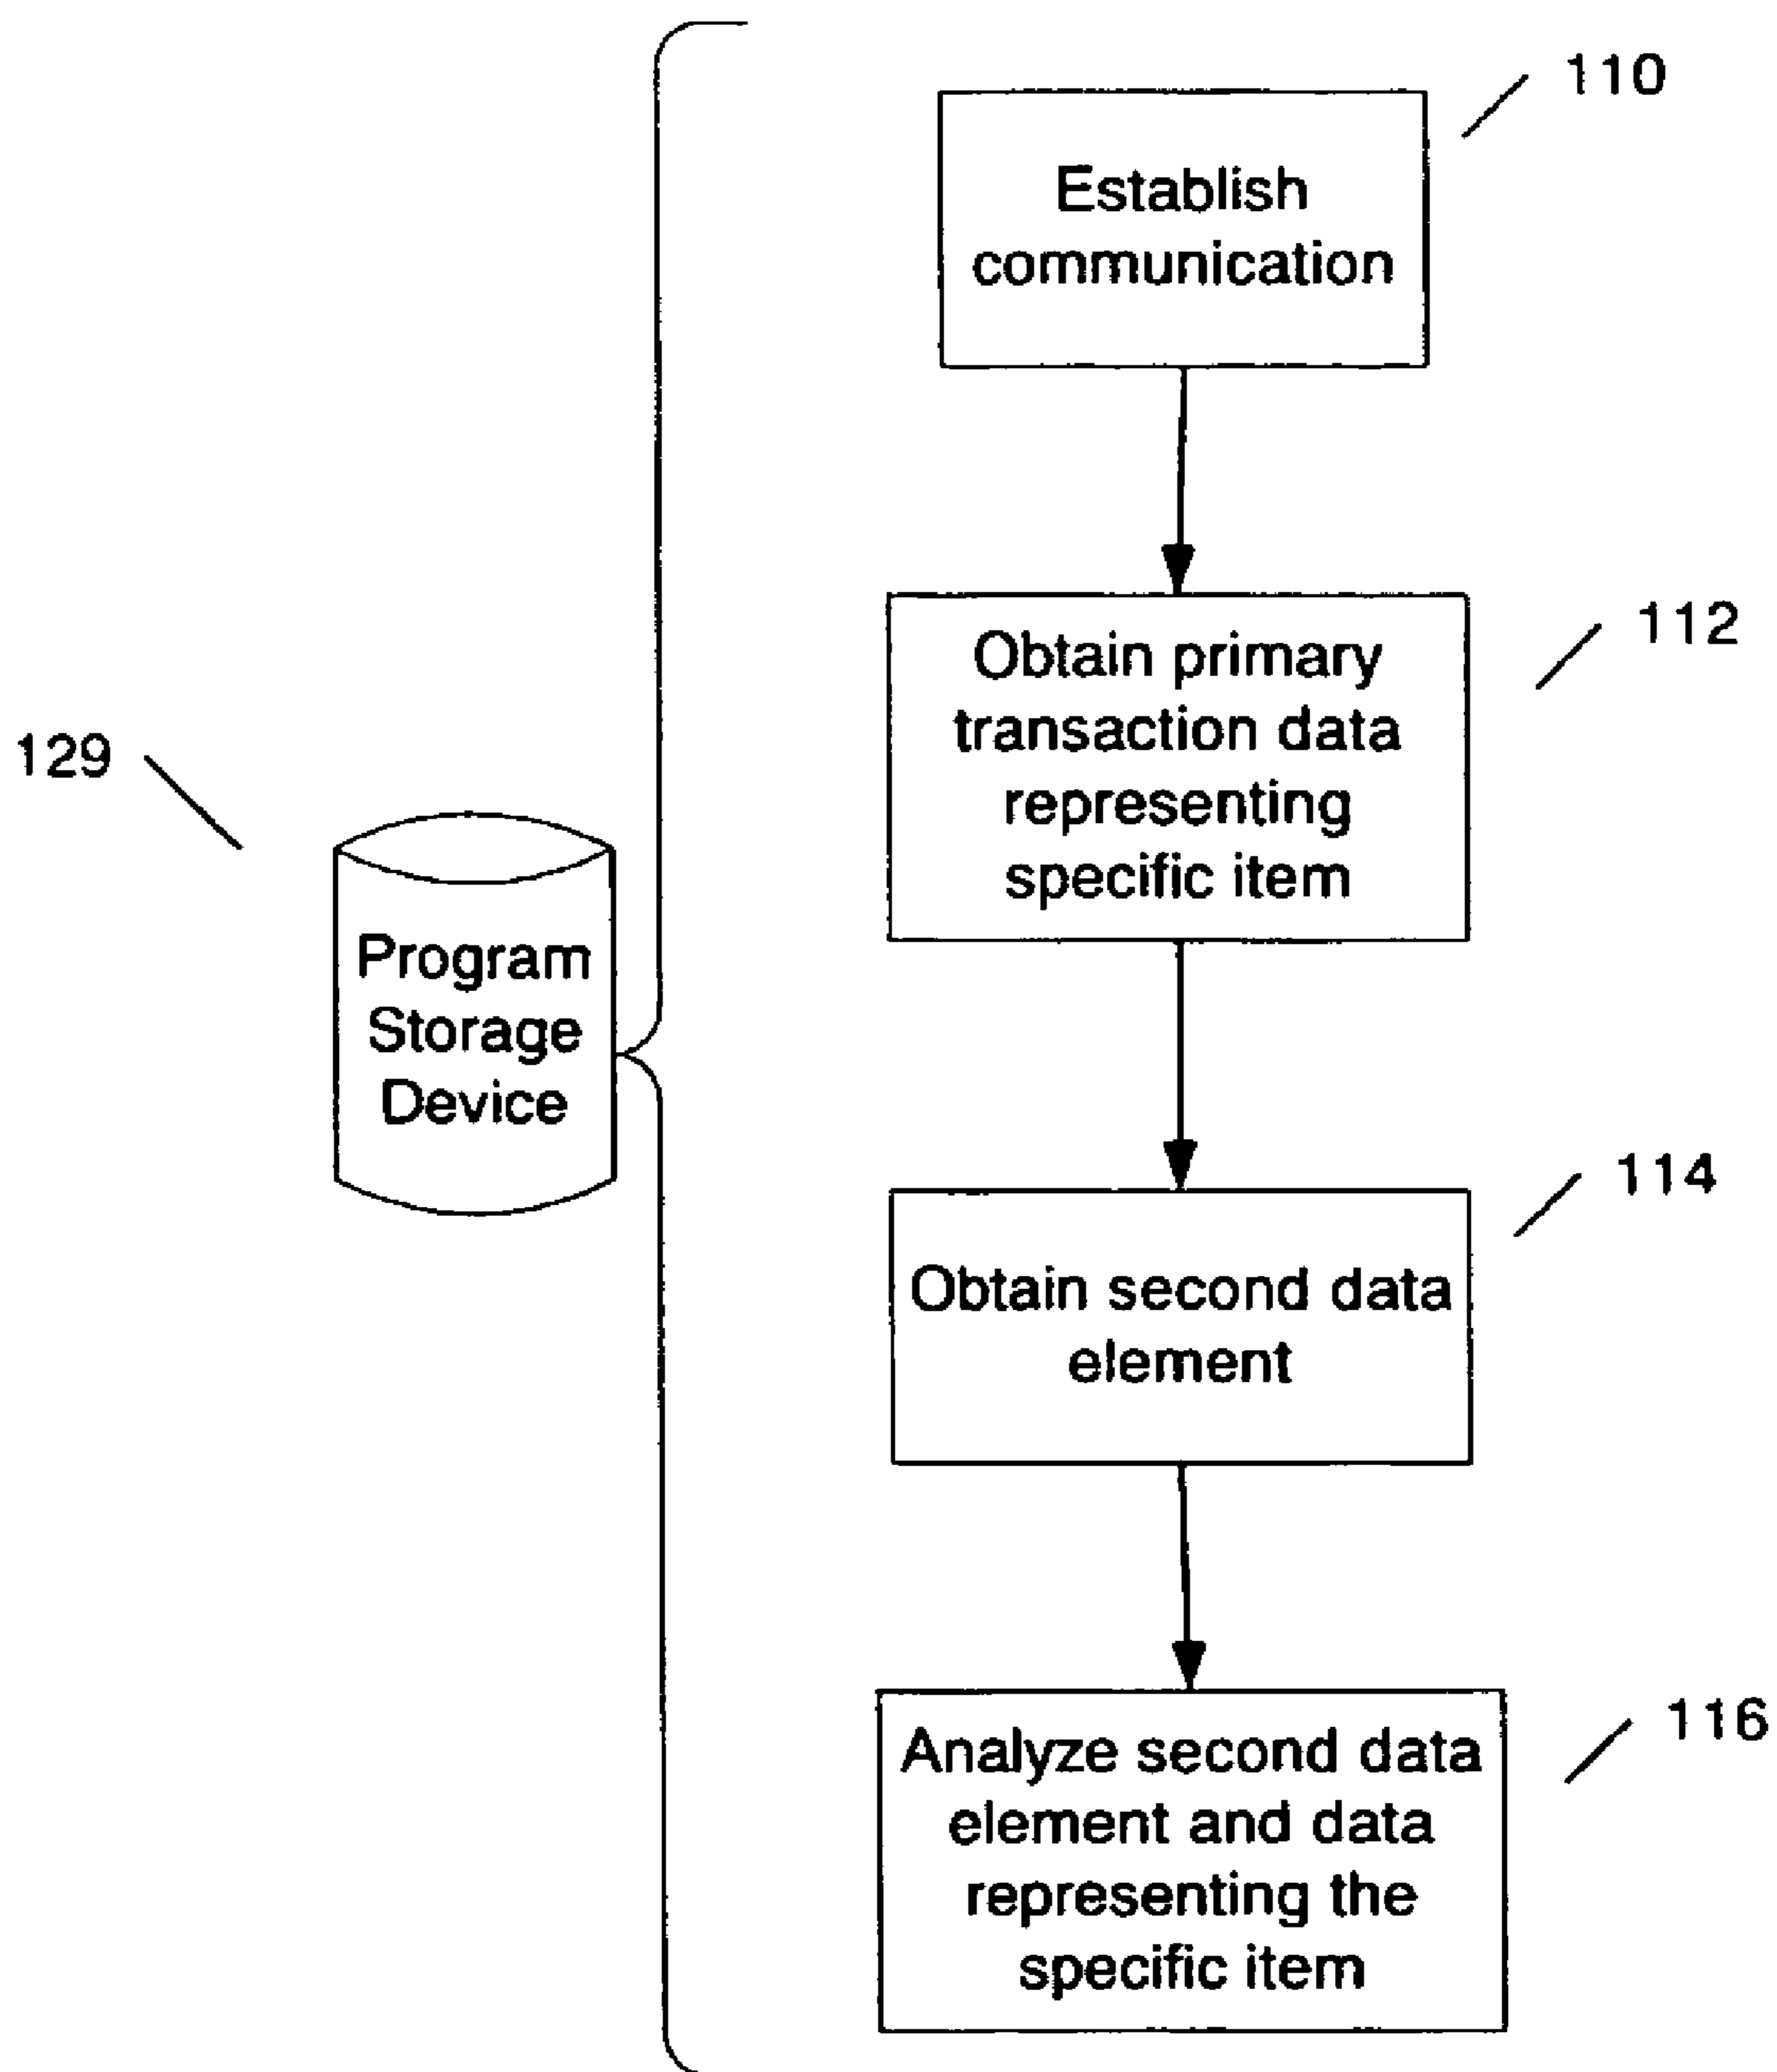 110
Establish
communication
112
Obtain primary
transaction data
representing
specific item
129
Program
Storage
Device
114
Obtain second data
element
116
Analyze second data
element and data
representing the
specific item